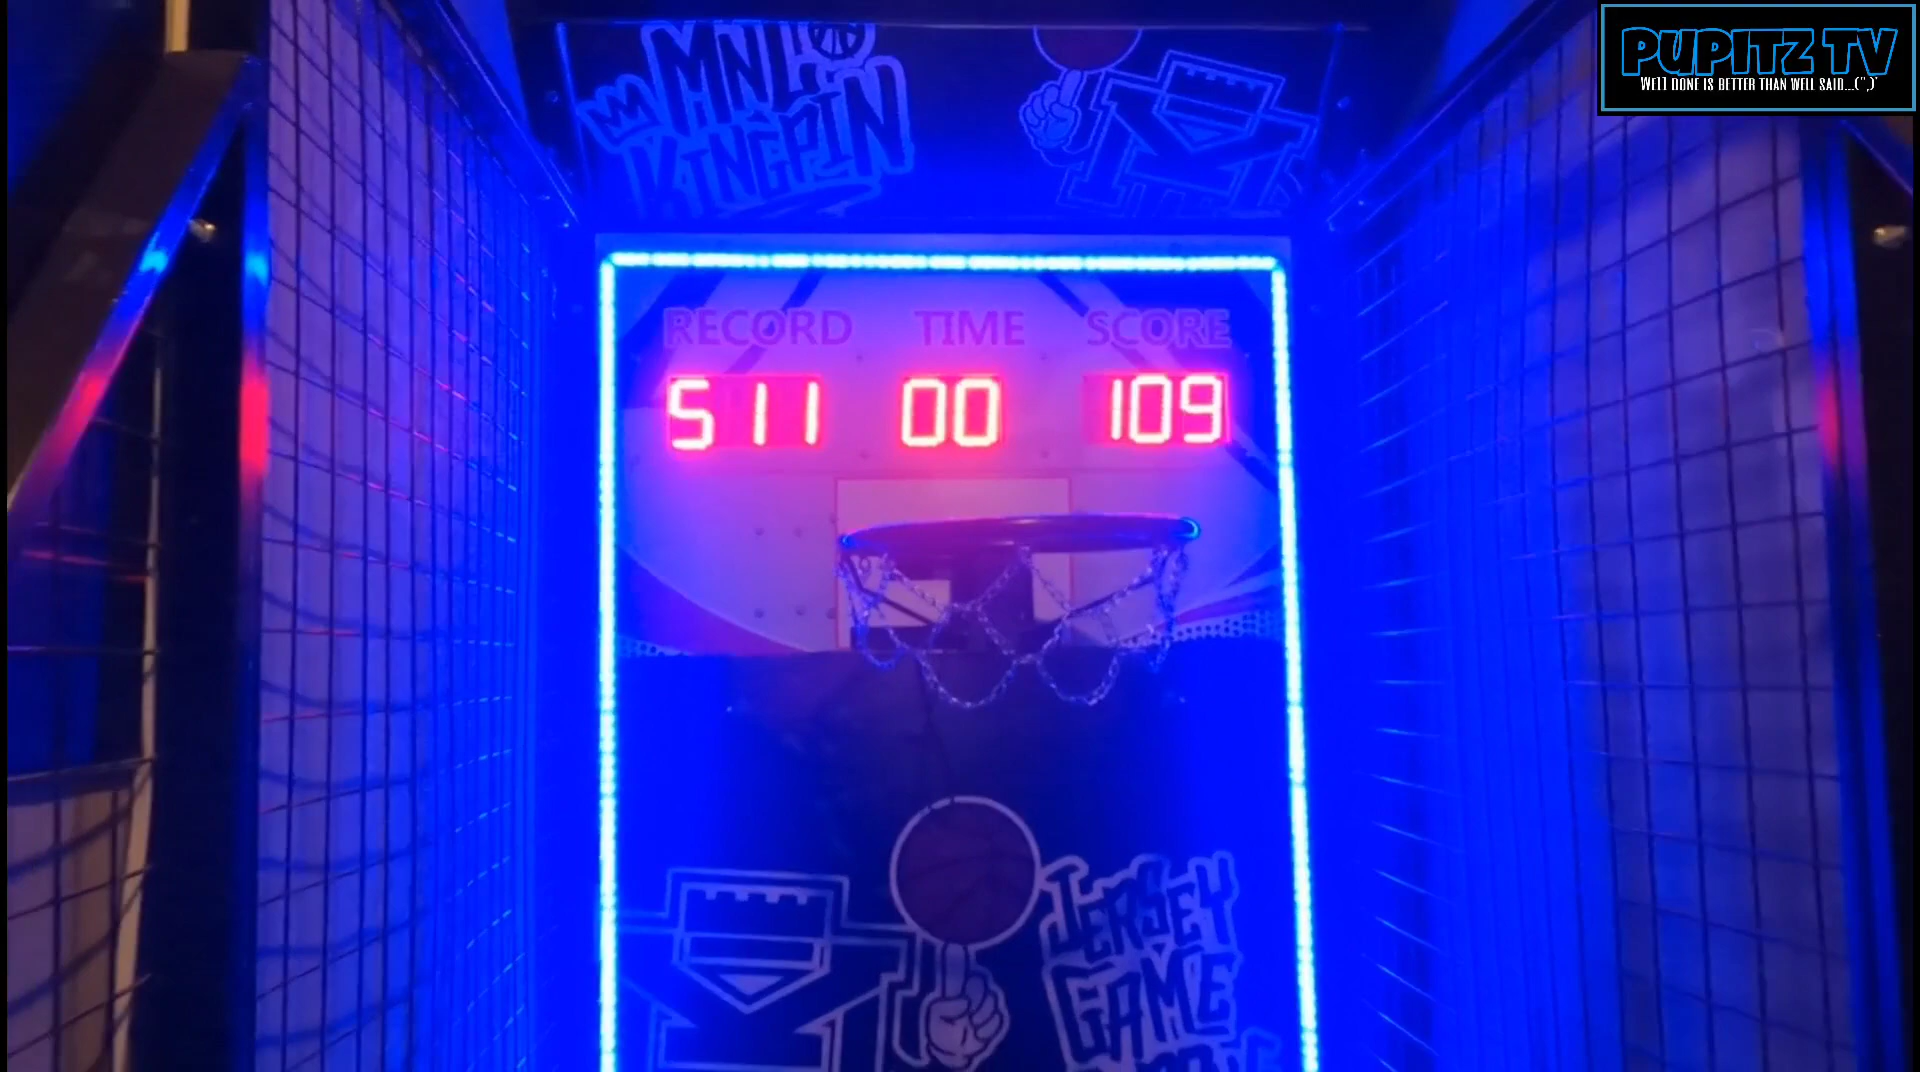 PUPITZ TV
WELL DONE IS BETTER THAN WELL SAID...(",)
MNL
KINGPIN
RECORD TIME SCORE
511 00 109
JERSEY
GAME